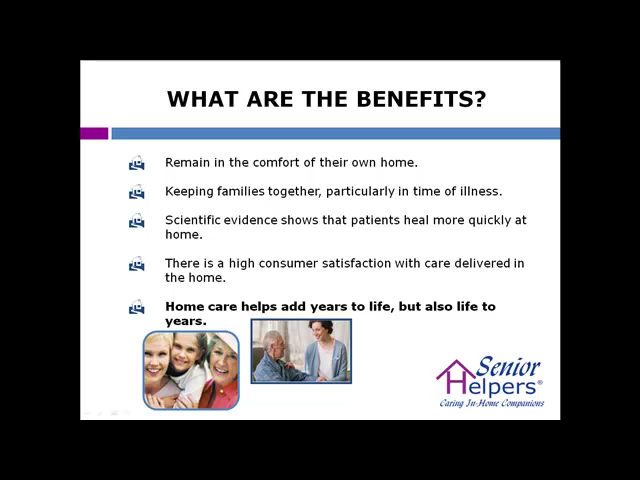 WHAT ARE THE BENEFITS?
Remain in the comfort of their own home.
Keeping families together, particularly in time of illness.
Scientific evidence shows that patients heal more quickly at
home.
There is a high consumer satisfaction with care delivered in
the home.
Home care helps add years to life, but also life to
years.
Senior
Helpers®
Caring In-Home Companions